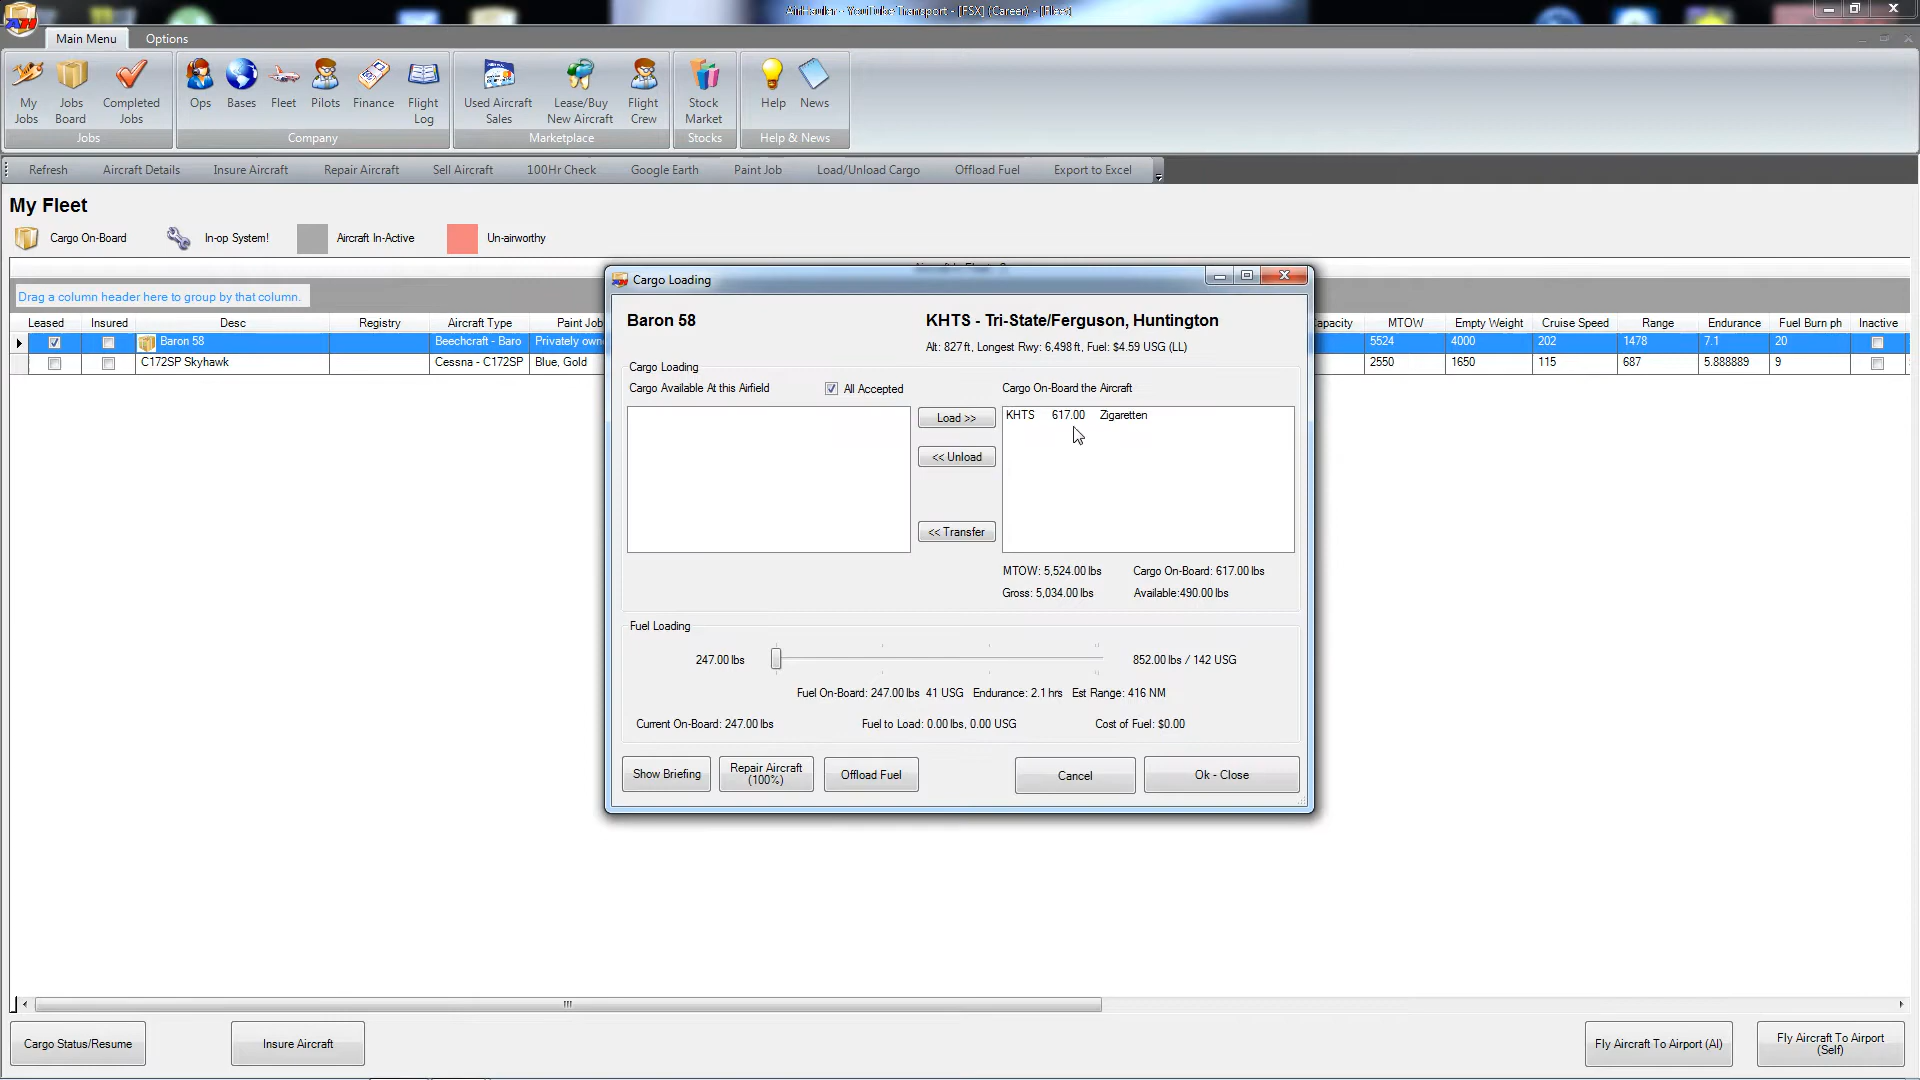 AirHauler - YouTube Transport - [FSX] (Career) - [Fleet]
Main Menu Options
My Jobs
Jobs Board
Completed Jobs
Ops
Bases
Fleet
Pilots
Finance
Flight Log
Used Aircraft Sales
Lease/Buy New Aircraft
Flight Crew
Stock Market
Help
News
Jobs
Company
Marketplace
Stocks
Help & News
Refresh Aircraft Details Insure Aircraft Repair Aircraft Sell Aircraft 100Hr Check Google Earth Paint Job Load/Unload Cargo Offload Fuel Export to Excel
My Fleet
Cargo On-Board In-op System! Aircraft In-Active Un-airworthy
Drag a column header here to group by that column.
Leased Insured Desc Registry Aircraft Type Paint Job apacity MTOW Empty Weight Cruise Speed Range Endurance Fuel Burn ph Inactive
Baron 58 Beechcraft - Baro Privately own 5524 4000 202 1478 7.1 20
C172SP Skyhawk Cessna - C172SP Blue, Gold 2550 1650 115 687 5.888889 9
Cargo Loading
Baron 58
KHTS - Tri-State/Ferguson, Huntington
Alt: 827 ft, Longest Rwy: 6,498 ft, Fuel: $4.59 USG (LL)
Cargo Loading
Cargo Available At this Airfield All Accepted Cargo On-Board the Aircraft
Load >>
<< Unload
<< Transfer
KHTS 617.00 Zigaretten
MTOW: 5,524.00 lbs Cargo On-Board: 617.00 lbs
Gross: 5,034.00 lbs Available:490.00 lbs
Fuel Loading
247.00 lbs 852.00 lbs / 142 USG
Fuel On-Board: 247.00 lbs 41 USG Endurance: 2.1 hrs Est Range: 416 NM
Current On-Board: 247.00 lbs Fuel to Load: 0.00 lbs, 0.00 USG Cost of Fuel: $0.00
Show Briefing
Repair Aircraft (100%)
Offload Fuel
Cancel
Ok - Close
Cargo Status/Resume
Insure Aircraft
Fly Aircraft To Airport (AI)
Fly Aircraft To Airport (Self)